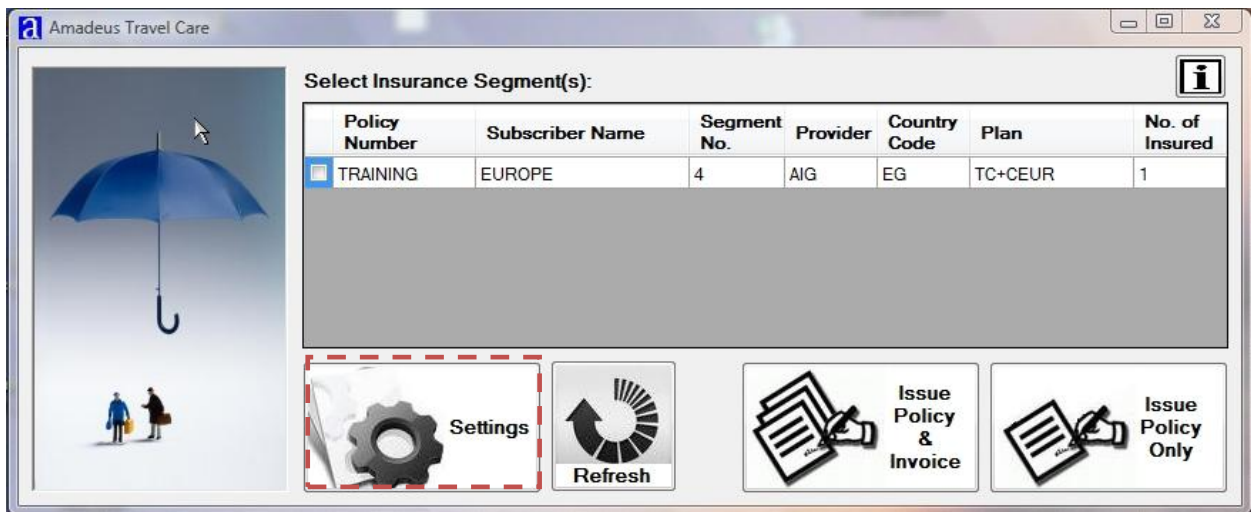 a Amadeus Travel Care
Select Insurance Segment(s):
i
Policy Number Subscriber Name Segment No. Provider Country Code Plan No. of Insured
TRAINING EUROPE 4 AIG EG TC+CEUR 1
Settings
Refresh
Issue
Policy
&
Invoice
Issue
Policy
Only